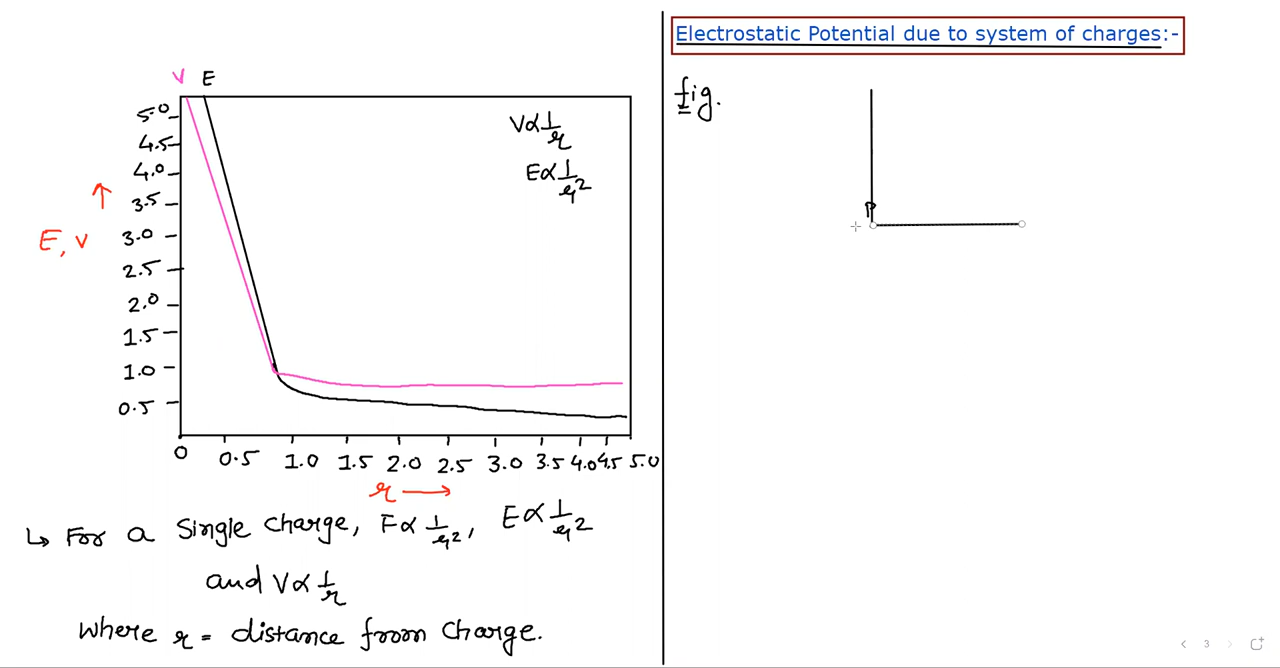 V E
5.0
4.5
4.0
3.5
3.0
2.5
2.0
1.5
1.0
0.5
E, V
V∝1/r
E∝1/r²
0 0.5 1.0 1.5 2.0 2.5 3.0 3.5 4.0 4.5 5.0
r →
↳ For a Single charge, F∝1/r², E∝1/r²
and V∝1/r
where r = distance from charge.
Electrostatic Potential due to system of charges:-
fig.
P
3